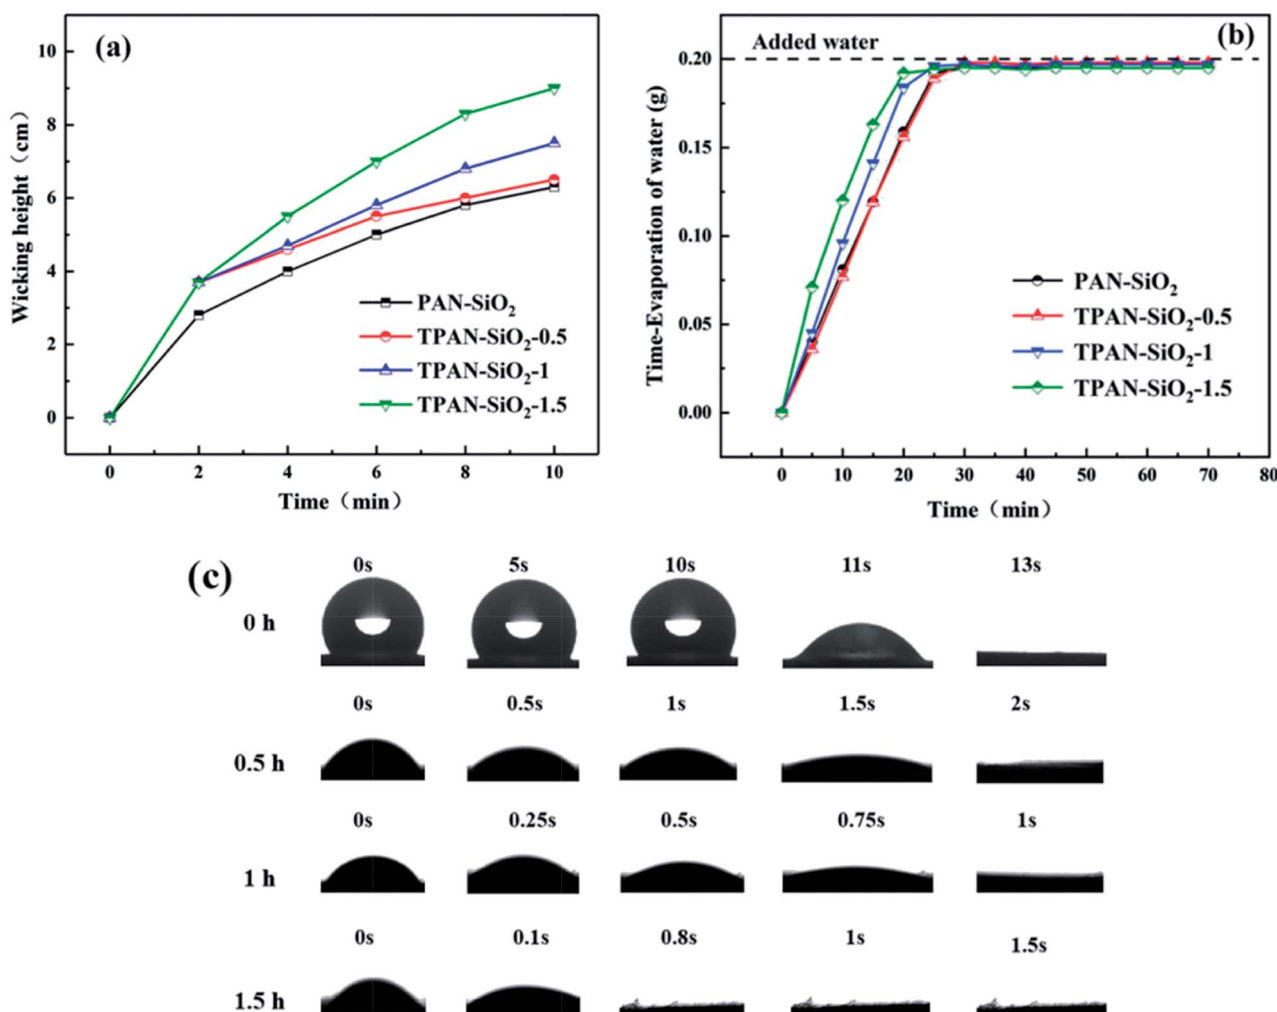 (a)
10
8
6
4
2
0
Wicking height（cm）
PAN-SiO₂
TPAN-SiO₂-0.5
TPAN-SiO₂-1
TPAN-SiO₂-1.5
0 2 4 6 8 10
Time（min）
(b)
Added water
0.20
0.15
0.10
0.05
0.00
Time-Evaporation of water (g)
PAN-SiO₂
TPAN-SiO₂-0.5
TPAN-SiO₂-1
TPAN-SiO₂-1.5
0 10 20 30 40 50 60 70 80
Time（min）
(c)
0s 5s 10s 11s 13s
0 h
0s 0.5s 1s 1.5s 2s
0.5 h
0s 0.25s 0.5s 0.75s 1s
1 h
0s 0.1s 0.8s 1s 1.5s
1.5 h